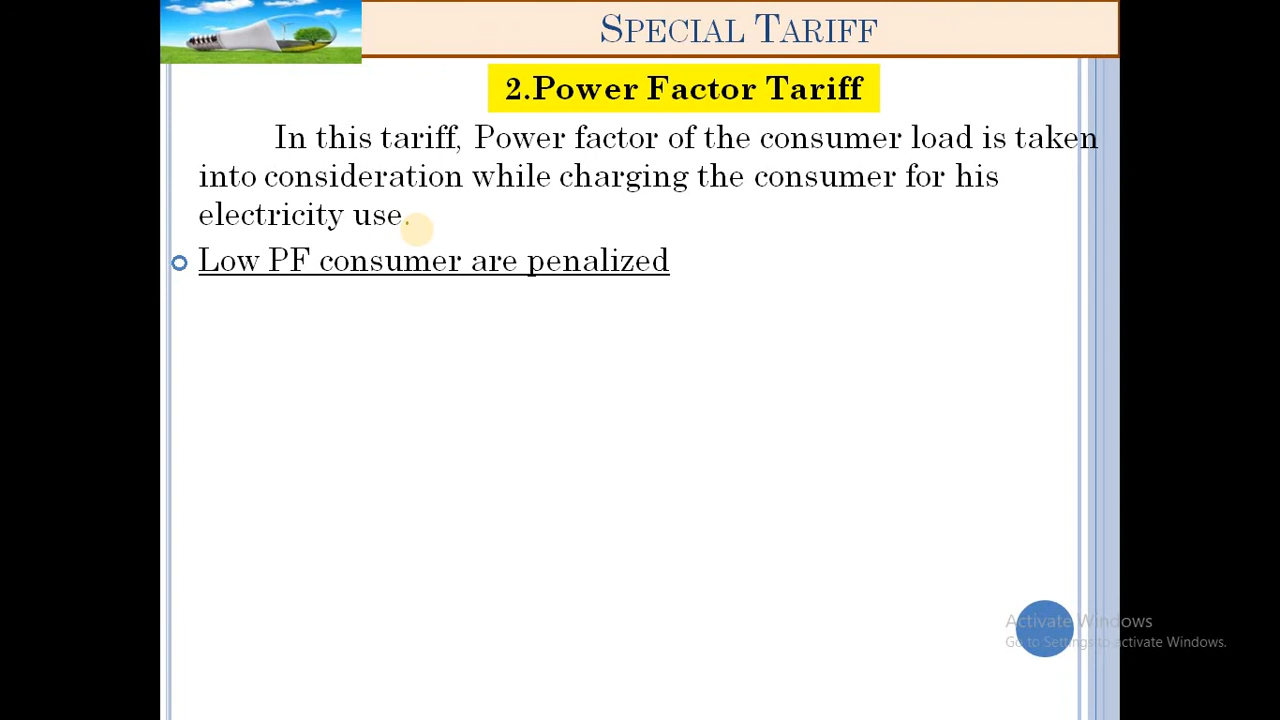 SPECIAL TARIFF
2.Power Factor Tariff
In this tariff, Power factor of the consumer load is taken
into consideration while charging the consumer for his
electricity use.
Low PF consumer are penalized
Activate Windows
Go to Settings to activate Windows.